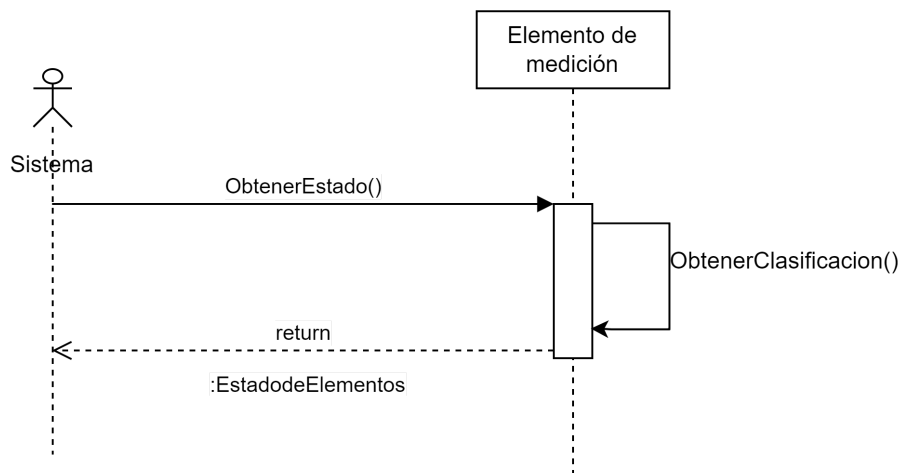 Elemento de
medición
Sistema
ObtenerEstado()
ObtenerClasificacion()
return
:EstadodeElementos